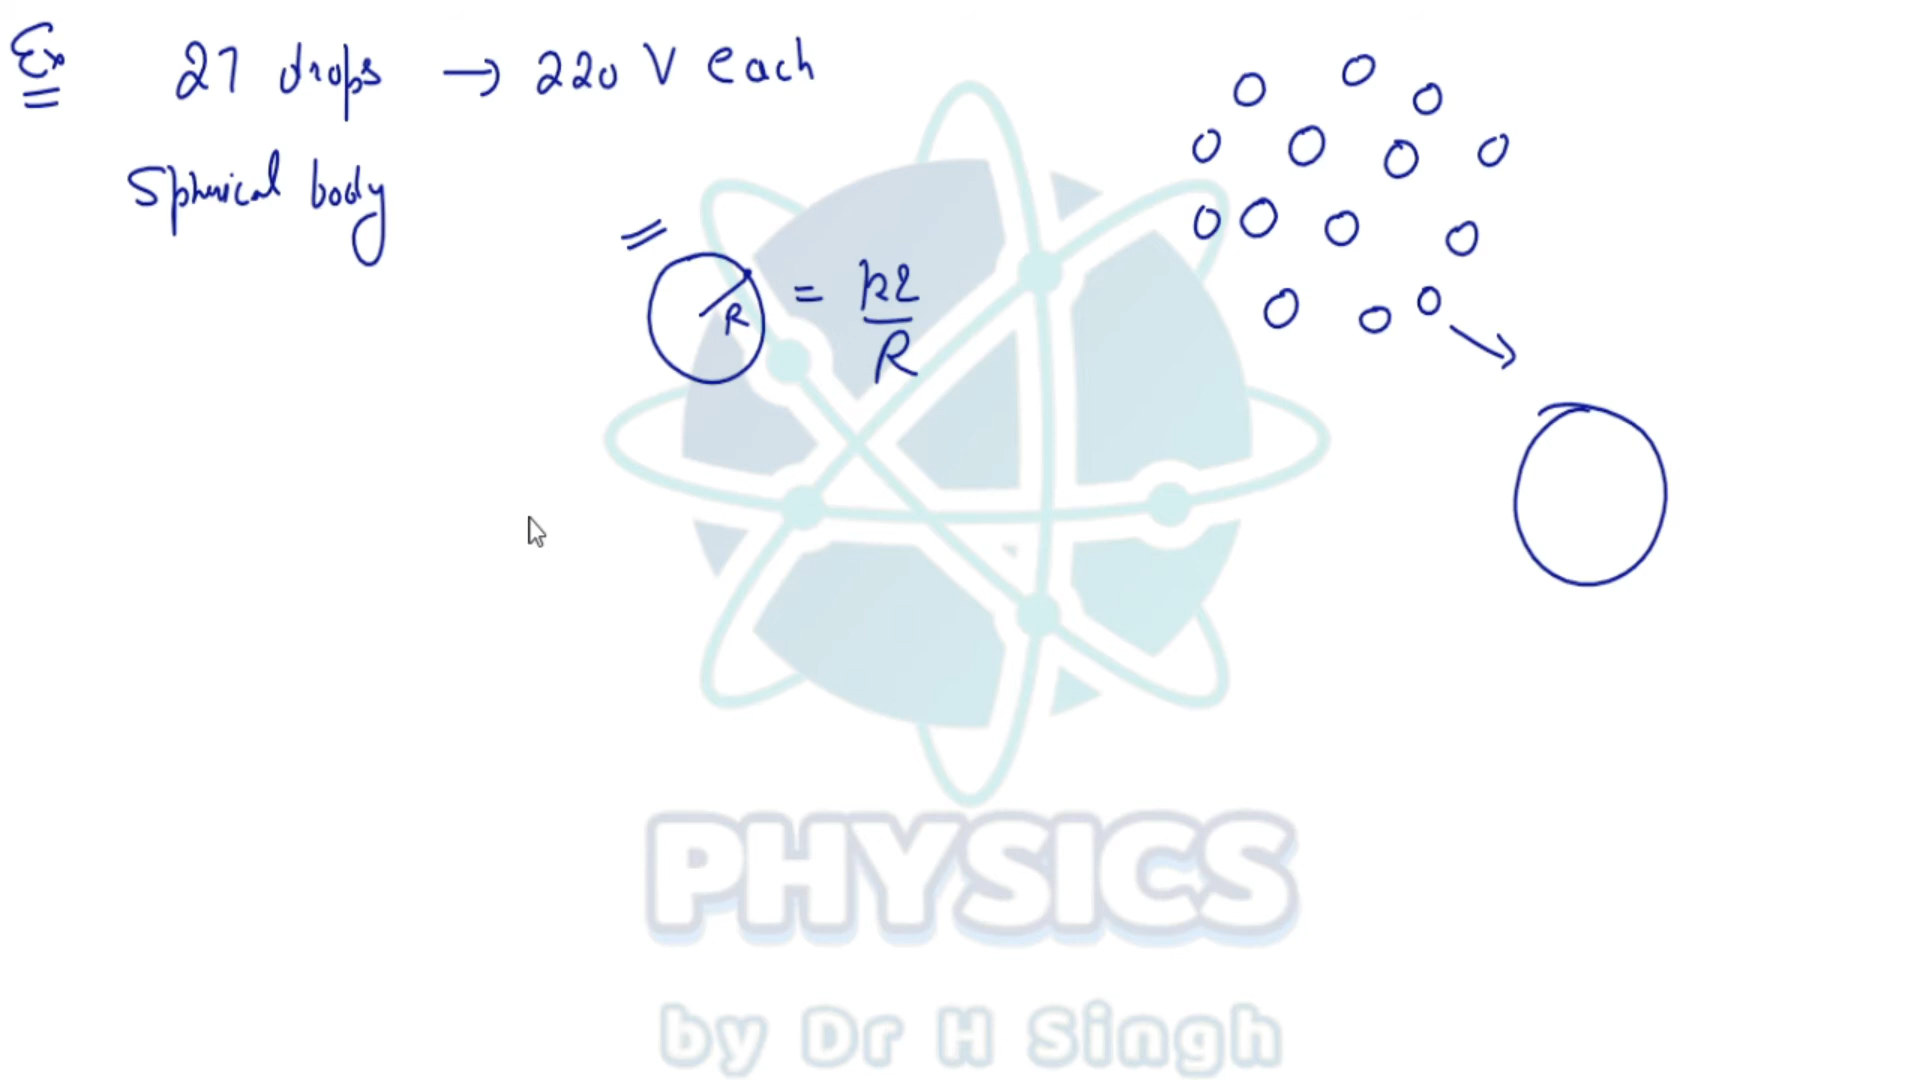 Ex 27 drops → 220 V each
Spherical body
R = kq/R
PHYSICS
by Dr H Singh